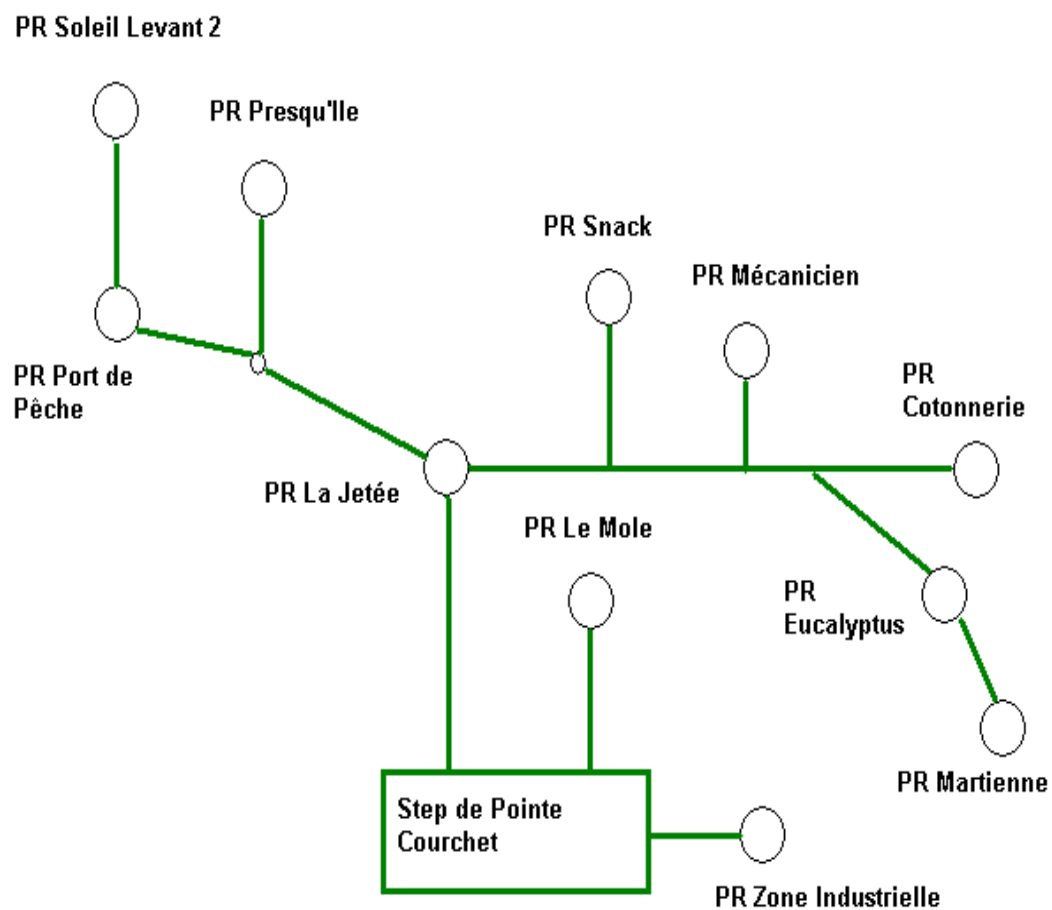 PR Soleil Levant 2
PR Presqu'Ile
PR Snack
PR Mécanicien
PR Port de
Pêche
PR
Cotonnerie
PR La Jetée
PR Le Mole
PR
Eucalyptus
PR Martienne
Step de Pointe
Courchet
PR Zone Industrielle